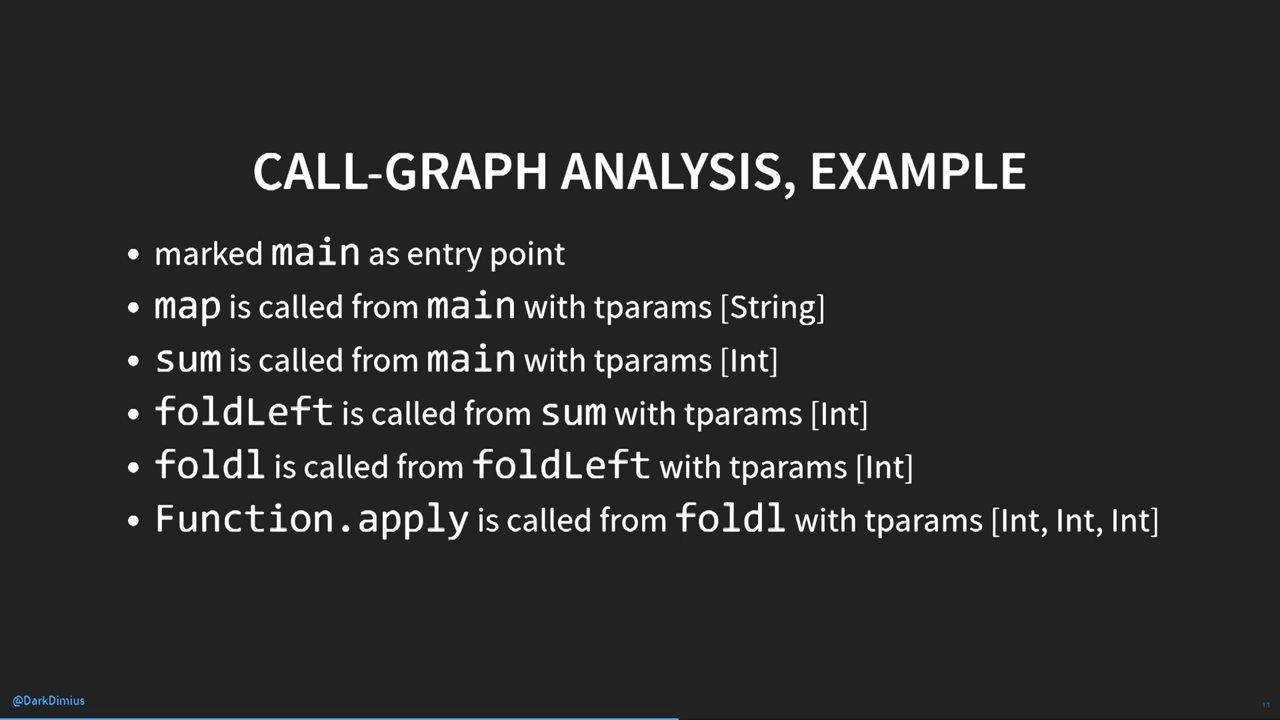 CALL-GRAPH ANALYSIS, EXAMPLE
• marked main as entry point
• map is called from main with tparams [String]
• sum is called from main with tparams [Int]
• foldLeft is called from sum with tparams [Int]
• foldl is called from foldLeft with tparams [Int]
• Function.apply is called from foldl with tparams [Int, Int, Int]
@DarkDimius